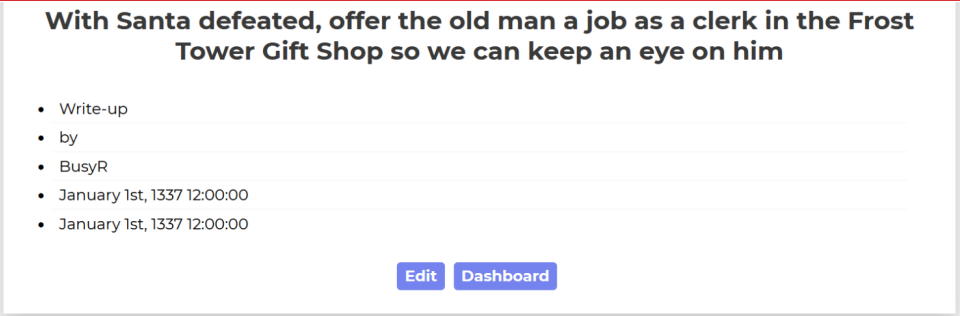 With Santa defeated, offer the old man a job as a clerk in the Frost
Tower Gift Shop so we can keep an eye on him
Write-up
by
BusyR
January 1st, 1337 12:00:00
January 1st, 1337 12:00:00
Edit Dashboard